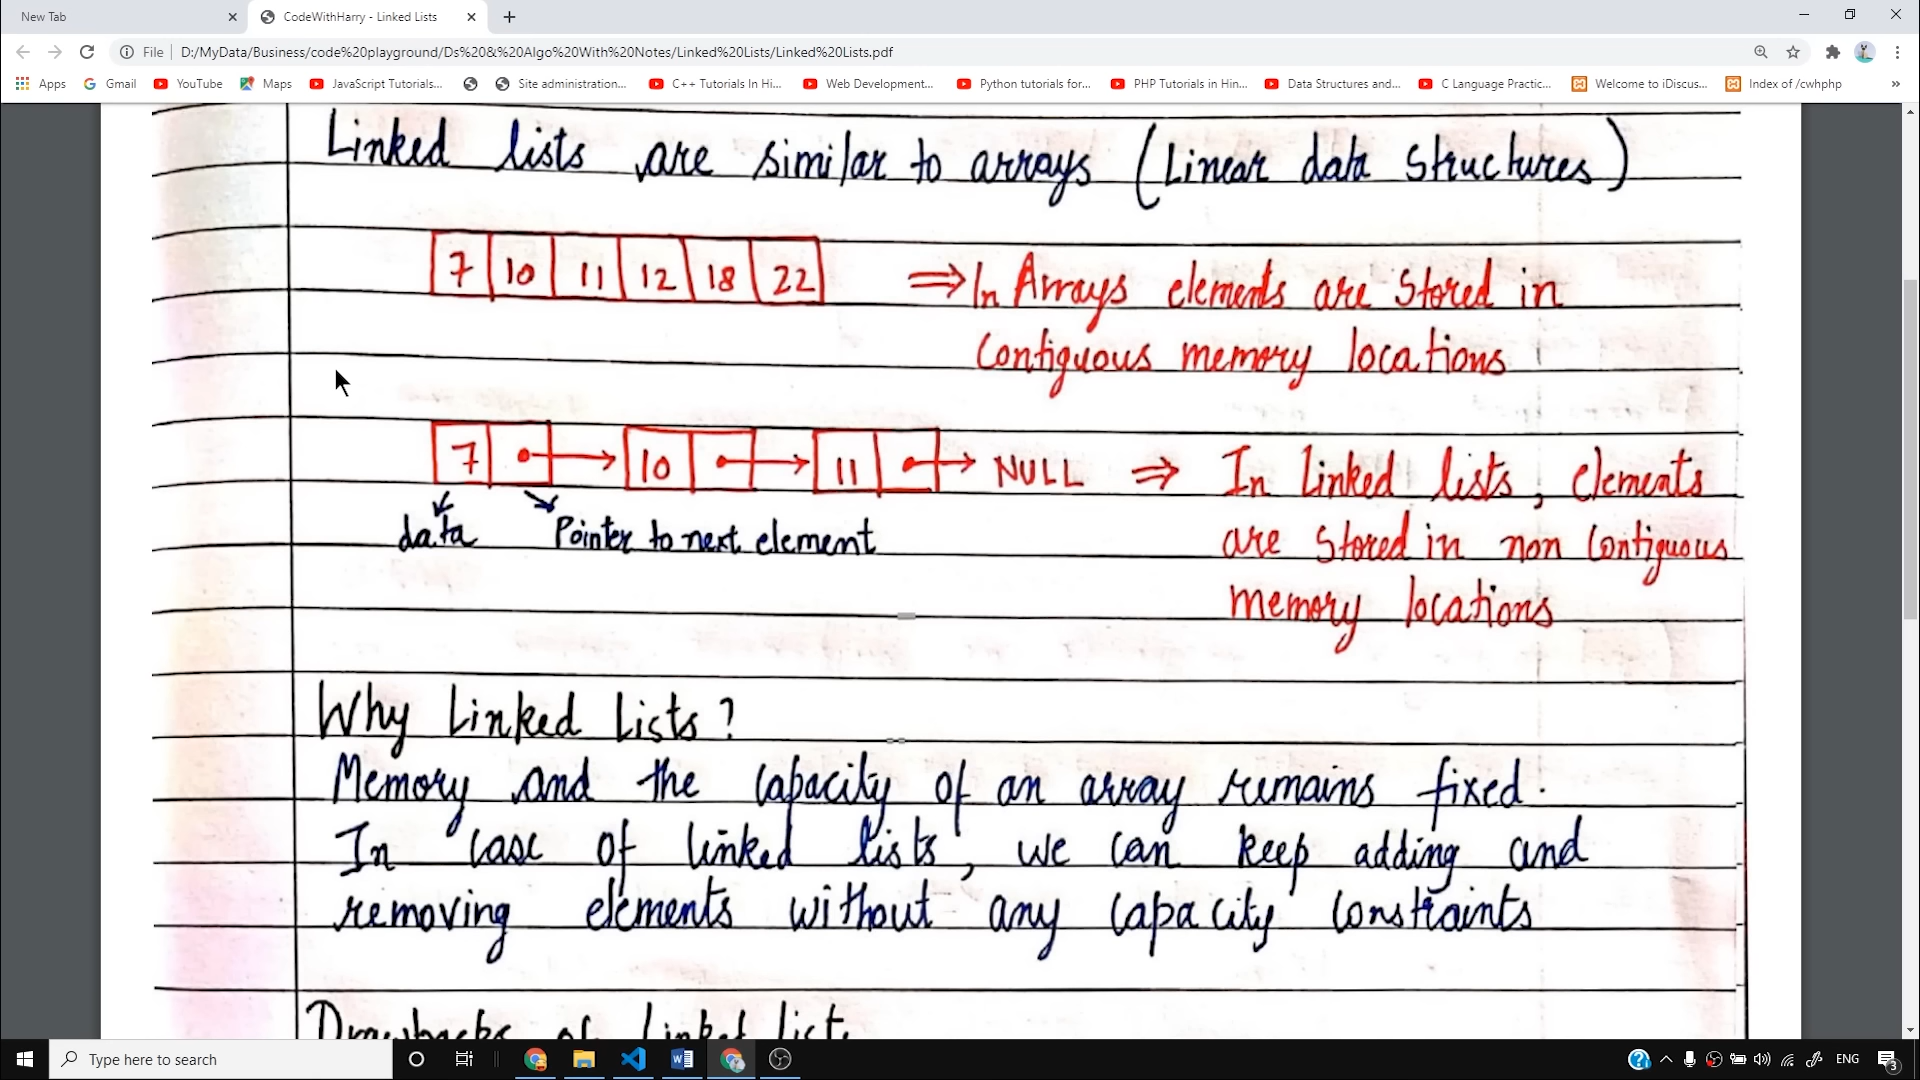 New Tab
CodeWithHarry - Linked Lists
File | D:/MyData/Business/code%20playground/Ds%20&%20Algo%20With%20Notes/Linked%20Lists/Linked%20Lists.pdf
Apps Gmail YouTube Maps JavaScript Tutorials... Site administration... C++ Tutorials In Hi... Web Development... Python tutorials for... PHP Tutorials in Hin... Data Structures and... C Language Practic... Welcome to iDiscus... Index of /cwhphp »
Linked lists are similar to arrays (Linear data Structures)
7 10 11 12 18 22 ⇒ In Arrays elements are Stored in
Contiguous memory locations
7 → 10 → 11 → NULL ⇒ In linked lists, elements
data Pointer to next element are Stored in non Contiguous
memory locations
Why Linked Lists?
Memory and the capacity of an array remains fixed.
In case of linked lists, we can keep adding and
removing elements without any capacity constraints
Drawbacks of linked lists
Type here to search
ENG
3